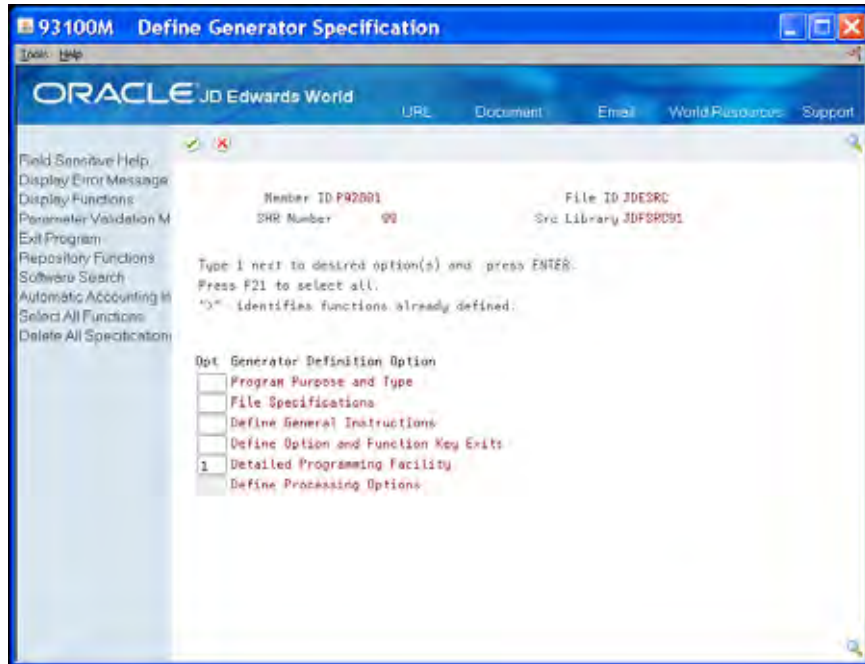 93100M Define Generator Specification
Tools Help
ORACLE JD Edwards World
URL Document Email World Resources Support
Field Sensitive Help
Display Error Message
Display Functions
Parameter Validation M
Exit Program
Repository Functions
Software Search
Automatic Accounting In
Select All Functions
Delete All Specifications
Member ID P92801 File ID JDESRC
SAR Number 99 Src Library JDFSRC91
Type 1 next to desired option(s) and press ENTER.
Press F21 to select all.
">" identifies functions already defined.
Opt Generator Definition Option
Program Purpose and Type
File Specifications
Define General Instructions
Define Option and Function Key Exits
1 Detailed Programming Facility
Define Processing Options